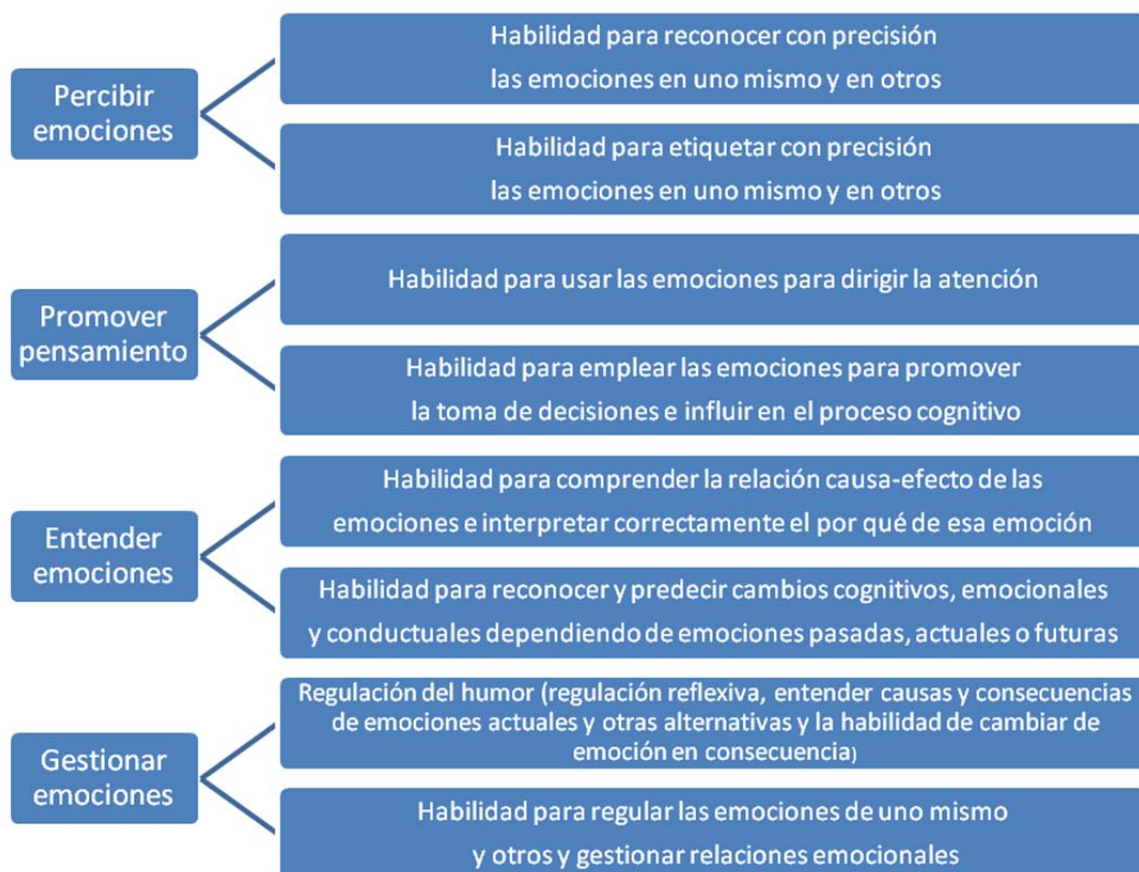 Percibir
emociones
Habilidad para reconocer con precisión
las emociones en uno mismo y en otros
Habilidad para etiquetar con precisión
las emociones en uno mismo y en otros
Promover
pensamiento
Habilidad para usar las emociones para dirigir la atención
Habilidad para emplear las emociones para promover
la toma de decisiones e influir en el proceso cognitivo
Entender
emociones
Habilidad para comprender la relación causa-efecto de las
emociones e interpretar correctamente el por qué de esa emoción
Habilidad para reconocer y predecir cambios cognitivos, emocionales
y conductuales dependiendo de emociones pasadas, actuales o futuras
Gestionar
emociones
Regulación del humor (regulación reflexiva, entender causas y consecuencias
de emociones actuales y otras alternativas y la habilidad de cambiar de
emoción en consecuencia)
Habilidad para regular las emociones de uno mismo
y otros y gestionar relaciones emocionales